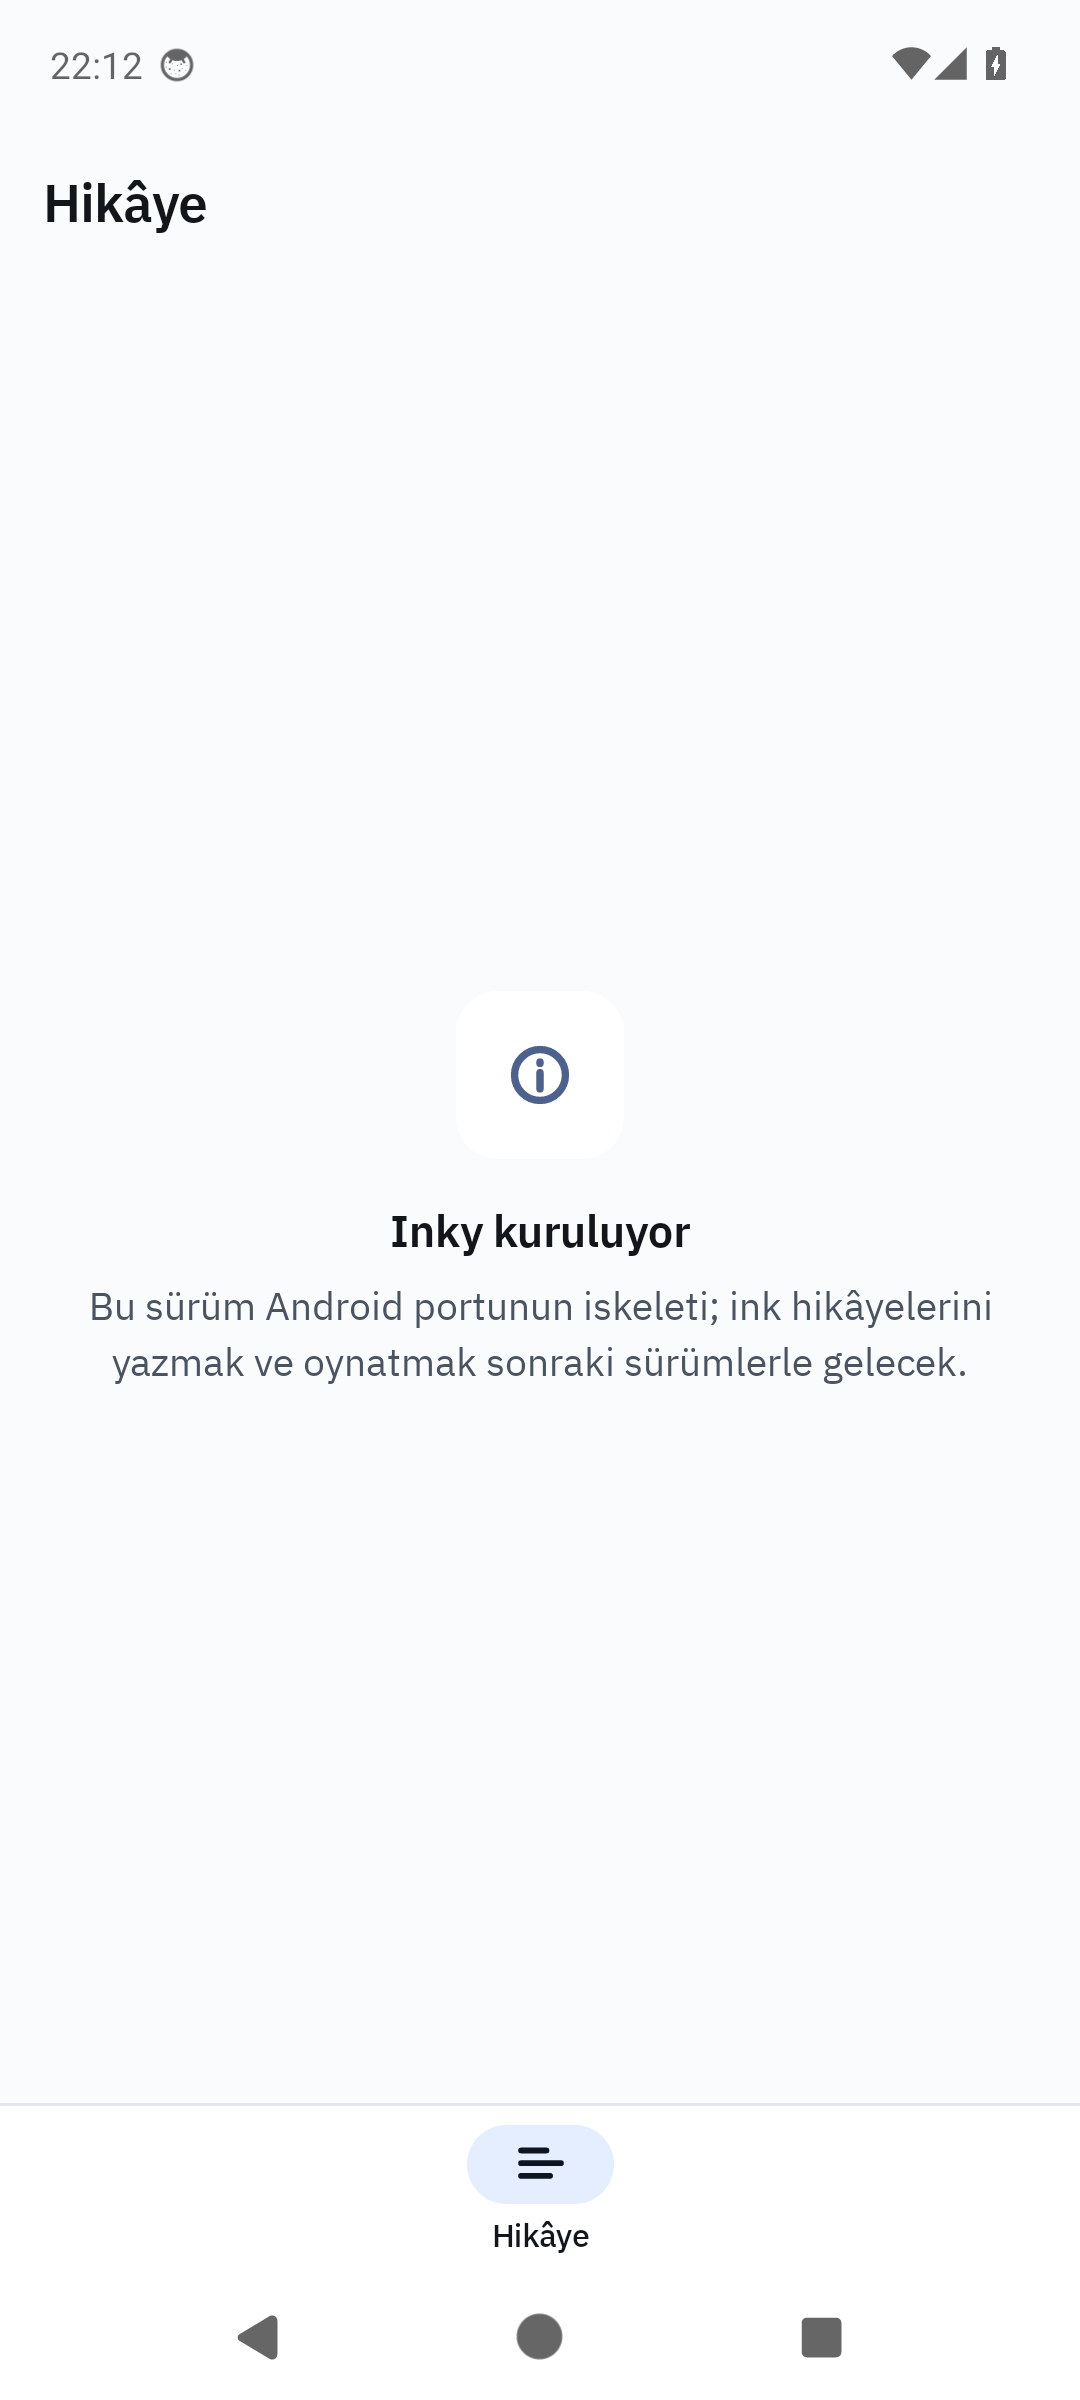 22:12
Hikâye
Inky kuruluyor
Bu sürüm Android portunun iskeleti; ink hikâyelerini
yazmak ve oynatmak sonraki sürümlerle gelecek.
Hikâye